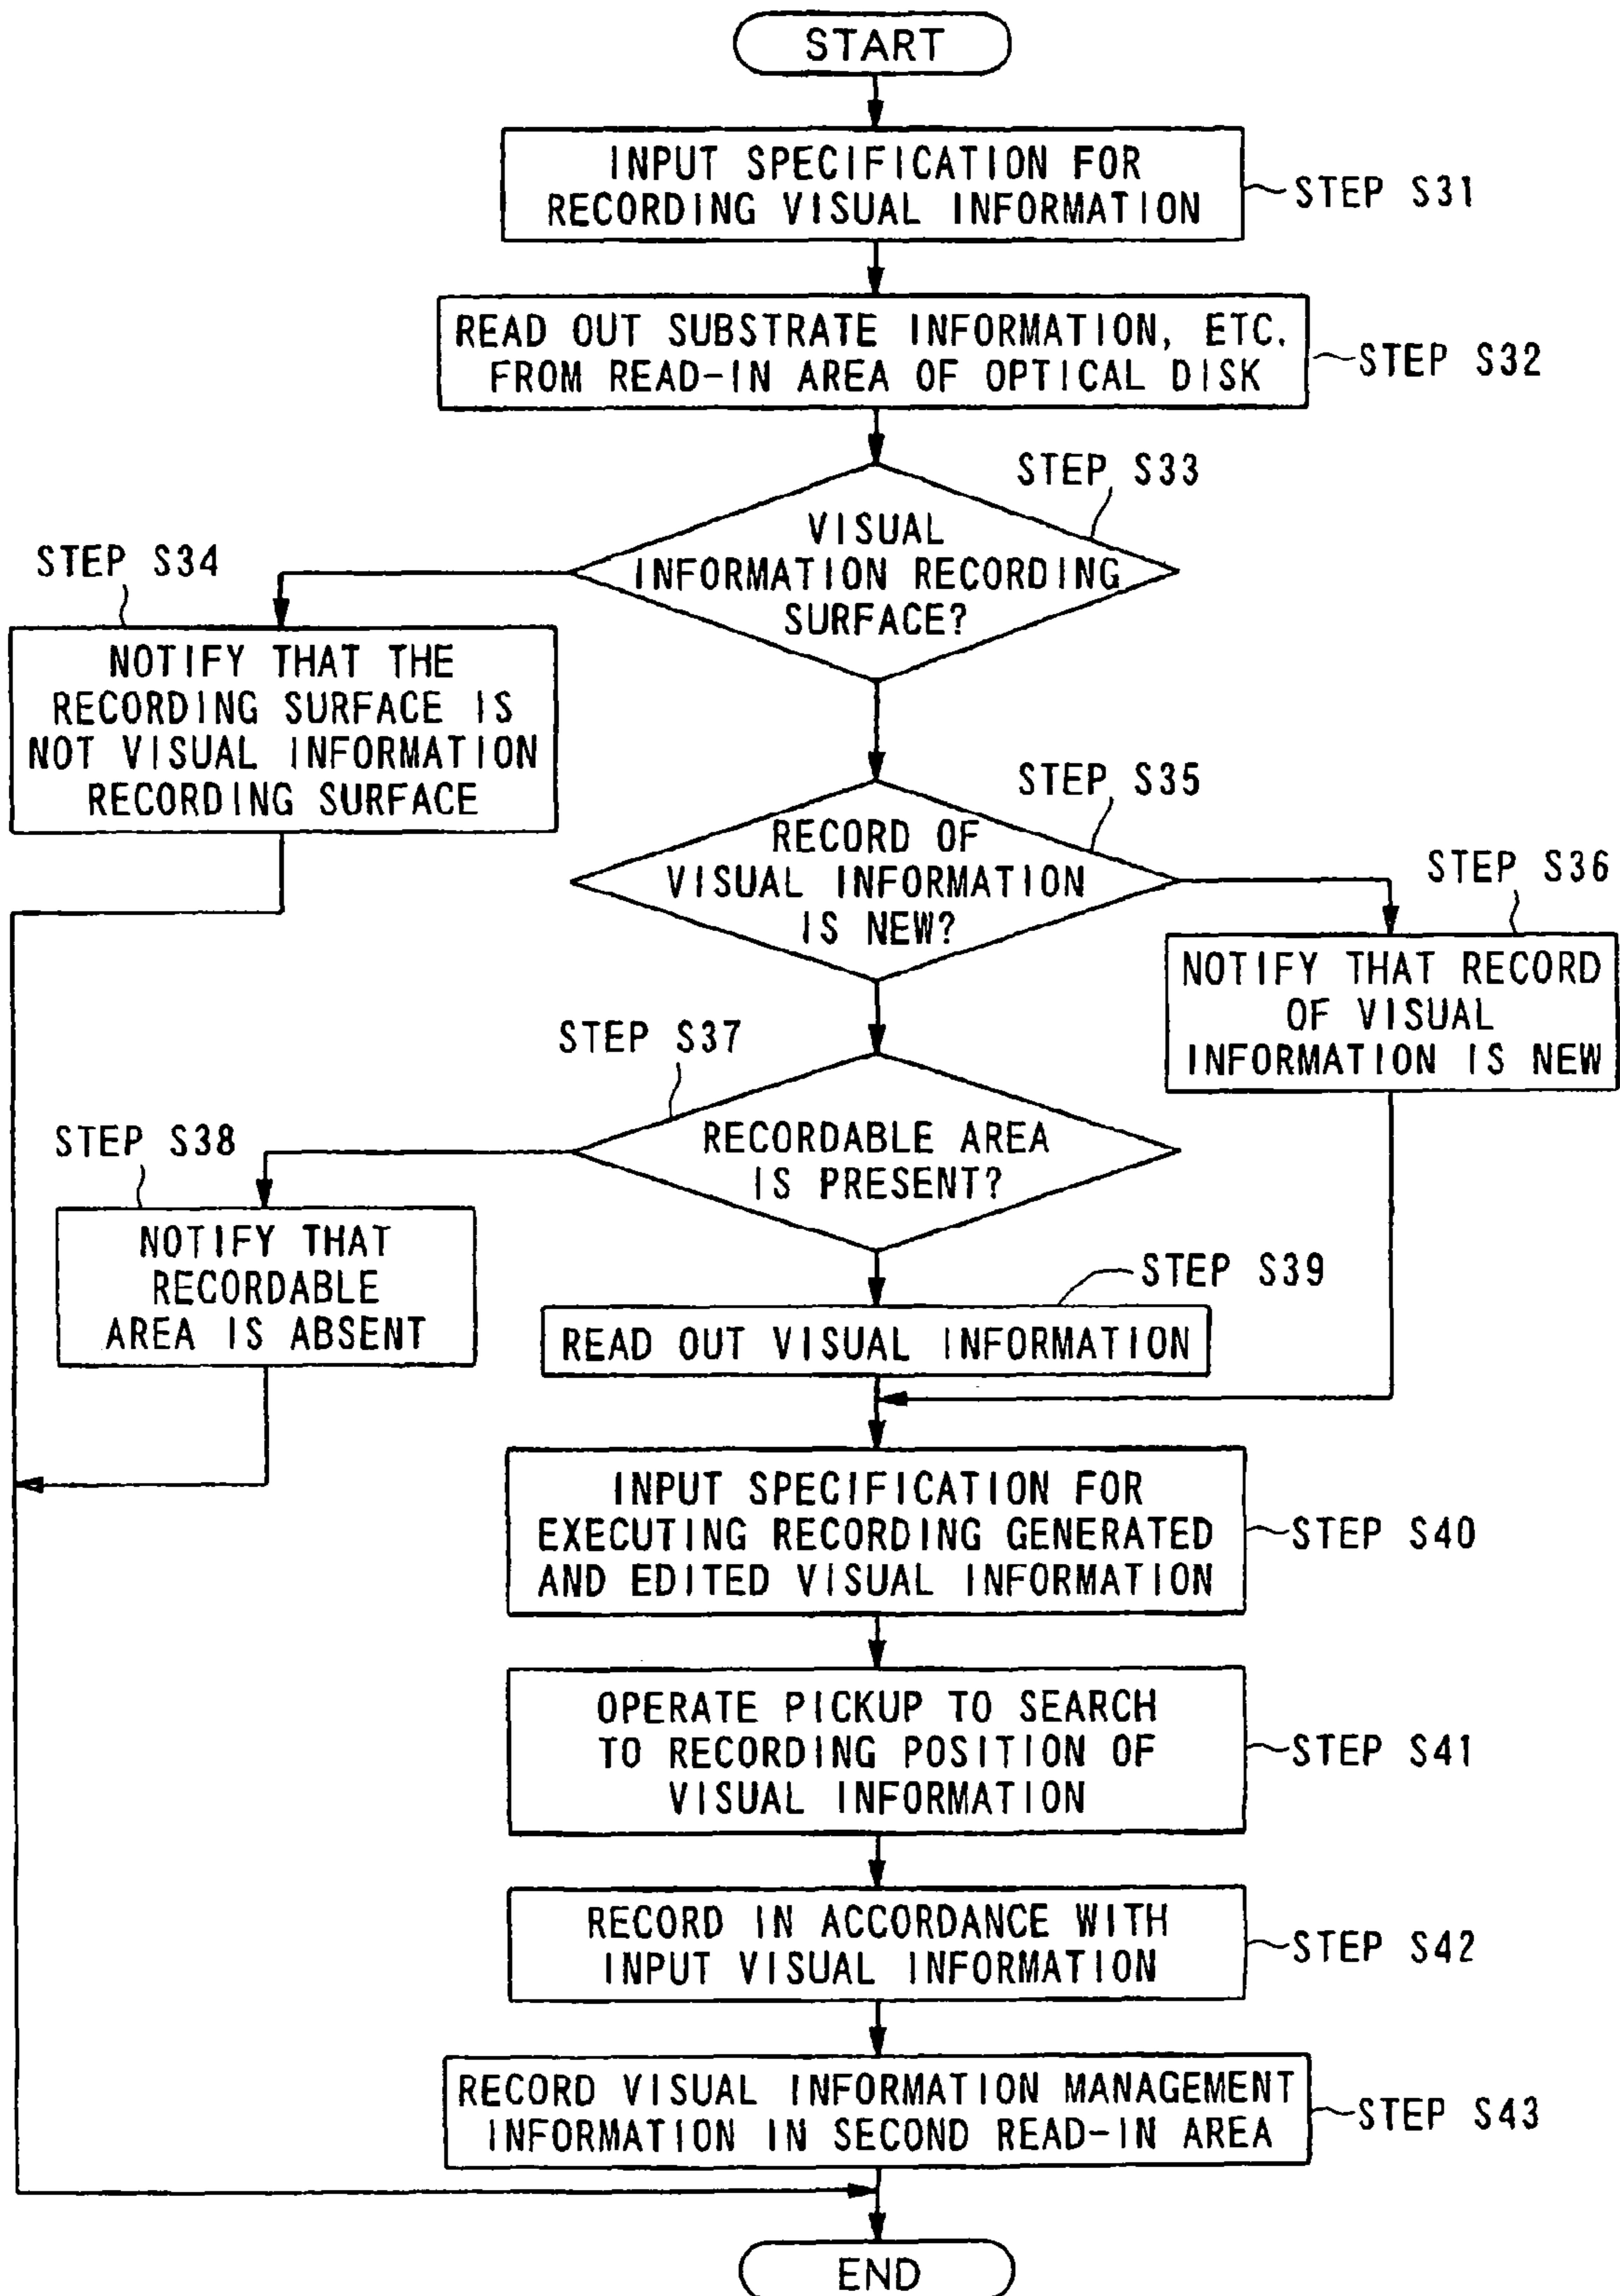 START
INPUT SPECIFICATION FOR
RECORDING VISUAL INFORMATION
STEP S31
READ OUT SUBSTRATE INFORMATION, ETC.
FROM READ-IN AREA OF OPTICAL DISK
STEP S32
STEP S33
VISUAL
INFORMATION RECORDING
SURFACE?
STEP S34
NOTIFY THAT THE
RECORDING SURFACE IS
NOT VISUAL INFORMATION
RECORDING SURFACE
STEP S35
RECORD OF
VISUAL INFORMATION
IS NEW?
STEP S36
NOTIFY THAT RECORD
OF VISUAL
INFORMATION IS NEW
STEP S37
RECORDABLE AREA
IS PRESENT?
STEP S38
NOTIFY THAT
RECORDABLE
AREA IS ABSENT
STEP S39
READ OUT VISUAL INFORMATION
INPUT SPECIFICATION FOR
EXECUTING RECORDING GENERATED
AND EDITED VISUAL INFORMATION
STEP S40
OPERATE PICKUP TO SEARCH
TO RECORDING POSITION OF
VISUAL INFORMATION
STEP S41
RECORD IN ACCORDANCE WITH
INPUT VISUAL INFORMATION
STEP S42
RECORD VISUAL INFORMATION MANAGEMENT
INFORMATION IN SECOND READ-IN AREA
STEP S43
END